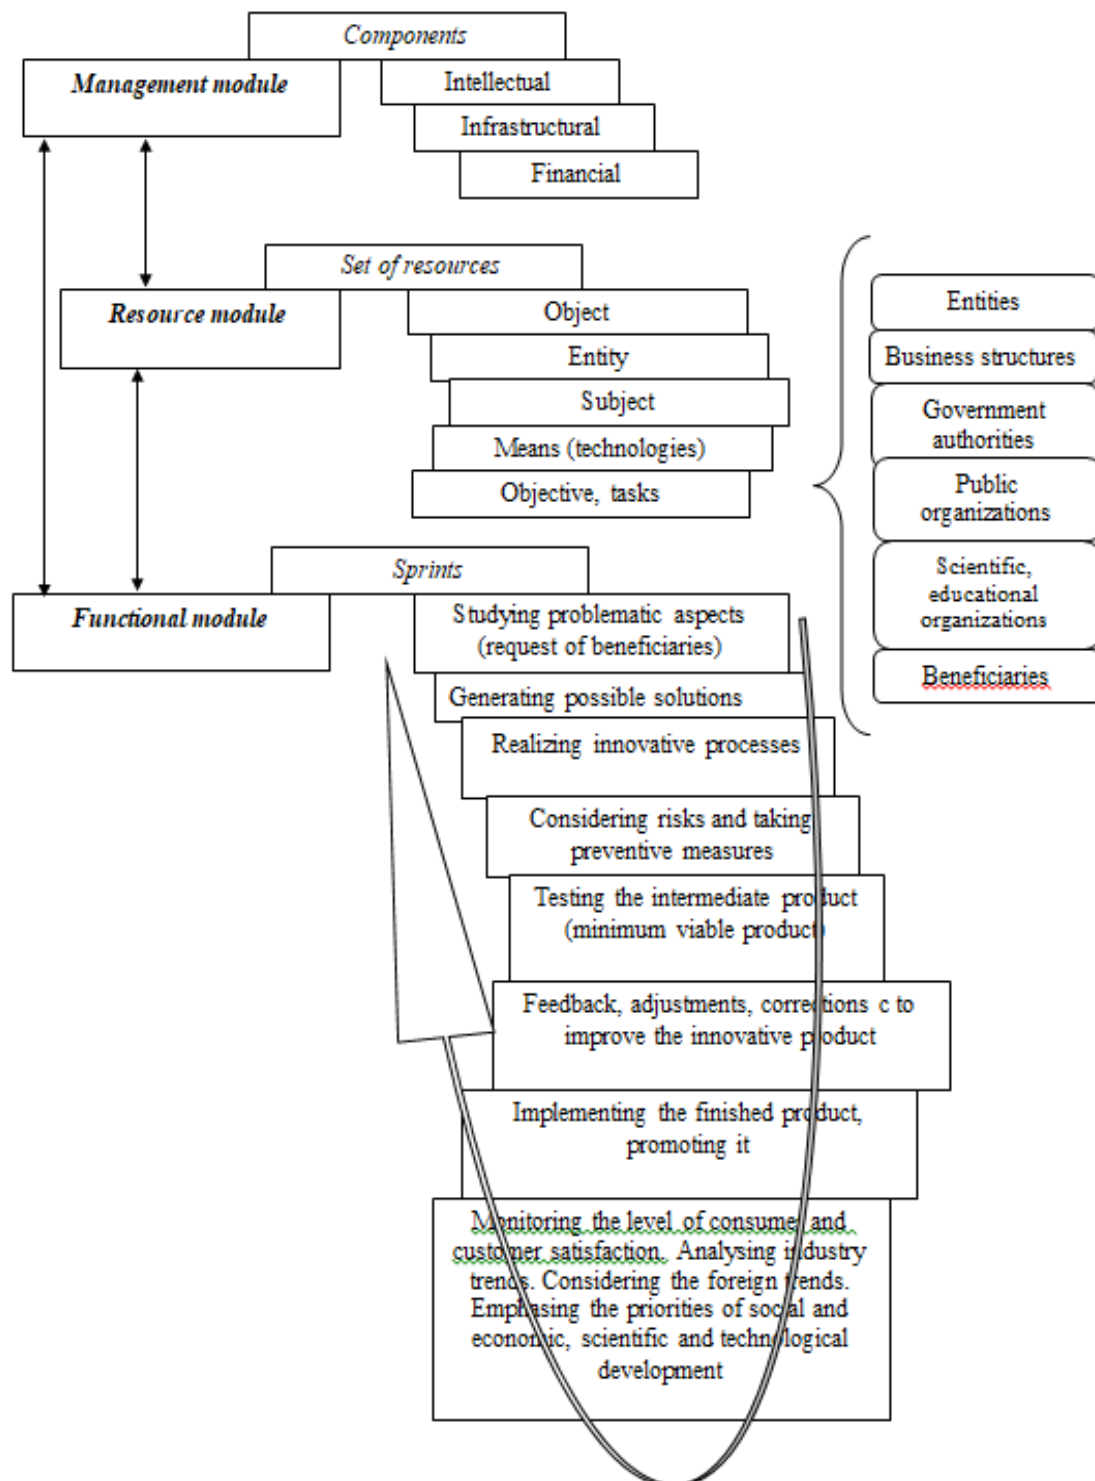 Components
Management module
Intellectual
Infrastructural
Financial
Set of resources
Resource module
Object
Entity
Subject
Means (technologies)
Objective, tasks
Entities
Business structures
Government
authorities
Public
organizations
Scientific,
educational
organizations
Beneficiaries
Sprints
Functional module
Studying problematic aspects
(request of beneficiaries)
Generating possible solutions
Realizing innovative processes
Considering risks and taking
preventive measures
Testing the intermediate product
(minimum viable product)
Feedback, adjustments, corrections c to
improve the innovative product
Implementing the finished product,
promoting it
Monitoring the level of consumer and
customer satisfaction. Analysing industry
trends. Considering the foreign trends.
Emphasing the priorities of social and
economic, scientific and technological
development